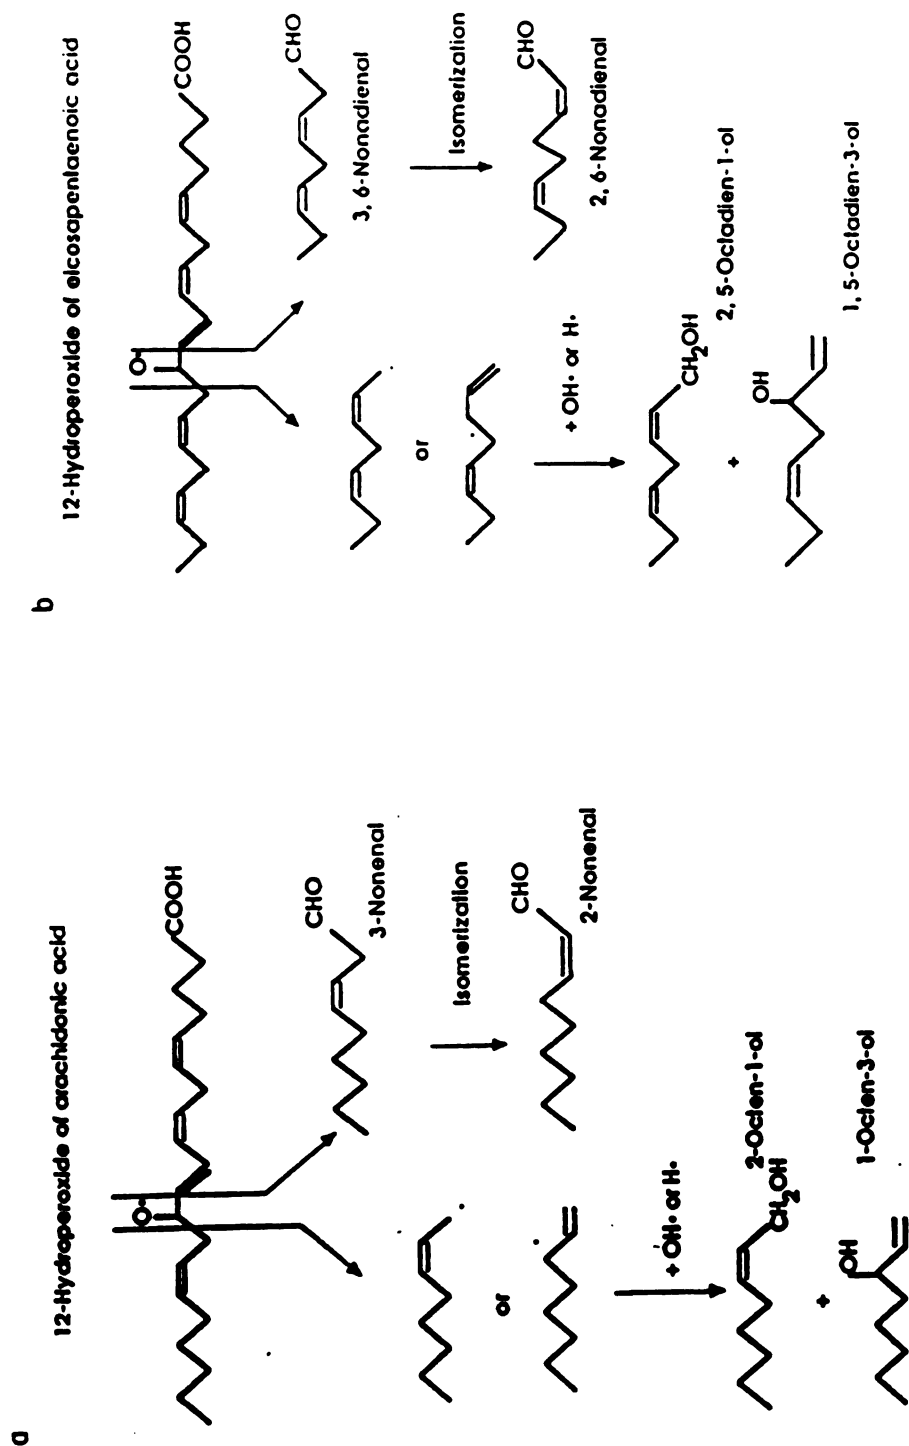 a
12-Hydroperoxide of arachidonic acid
O·
COOH
CHO
3-Nonenal
Isomerization
CHO
2-Nonenal
or
+ OH· or H·
CH2OH
2-Octen-1-ol
+
OH
1-Octen-3-ol
b
12-Hydroperoxide of eicosapentaenoic acid
O·
COOH
CHO
3, 6-Nonadienal
Isomerization
CHO
2, 6-Nonadienal
or
+ OH· or H·
CH2OH
2, 5-Octadien-1-ol
+
OH
1, 5-Octadien-3-ol